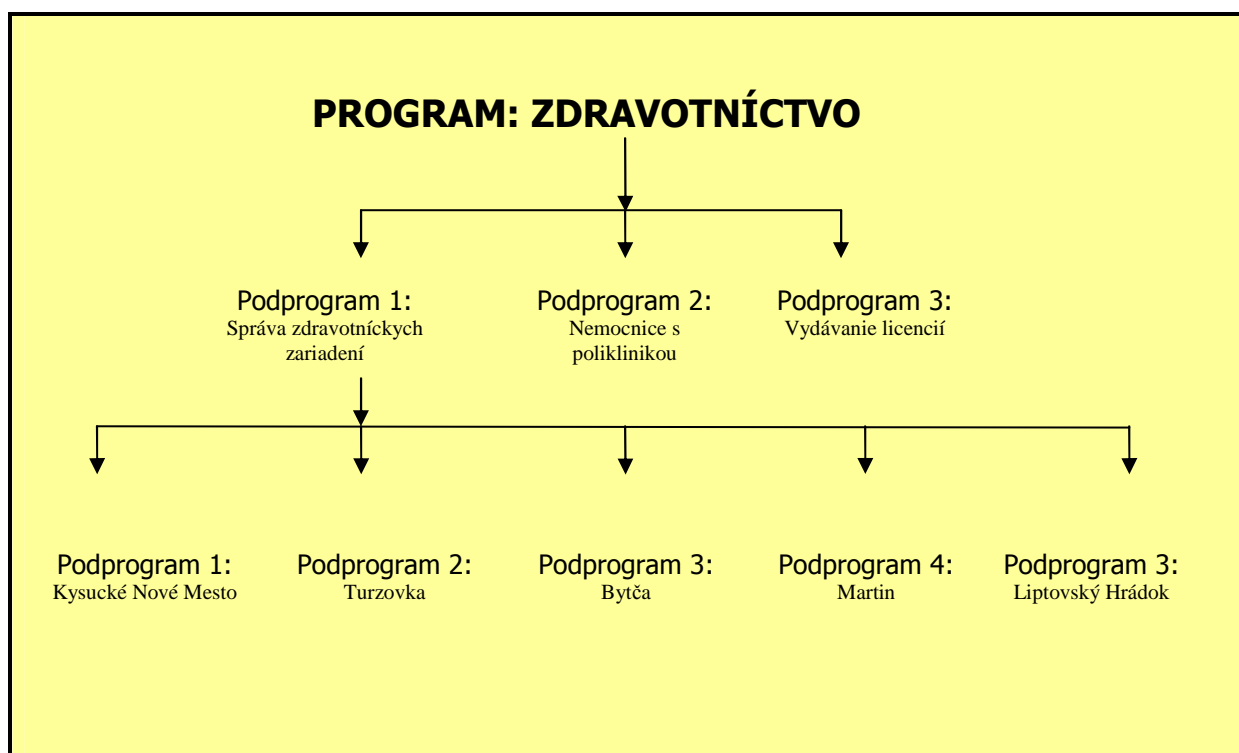 PROGRAM: ZDRAVOTNÍCTVO
Podprogram 1:
Správa zdravotníckych
zariadení
Podprogram 2:
Nemocnice s
poliklinikou
Podprogram 3:
Vydávanie licencií
Podprogram 1:
Kysucké Nové Mesto
Podprogram 2:
Turzovka
Podprogram 3:
Bytča
Podprogram 4:
Martin
Podprogram 3:
Liptovský Hrádok